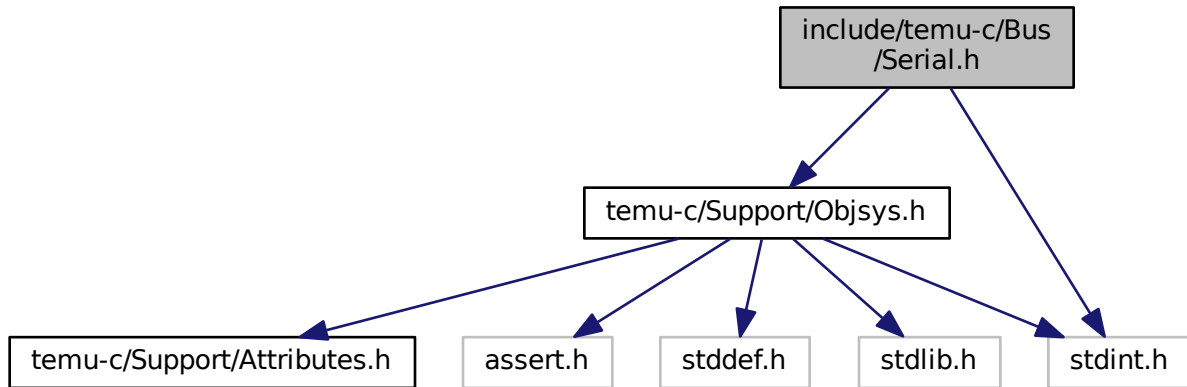 include/temu-c/Bus
/Serial.h
temu-c/Support/Objsys.h
temu-c/Support/Attributes.h
assert.h
stddef.h
stdlib.h
stdint.h